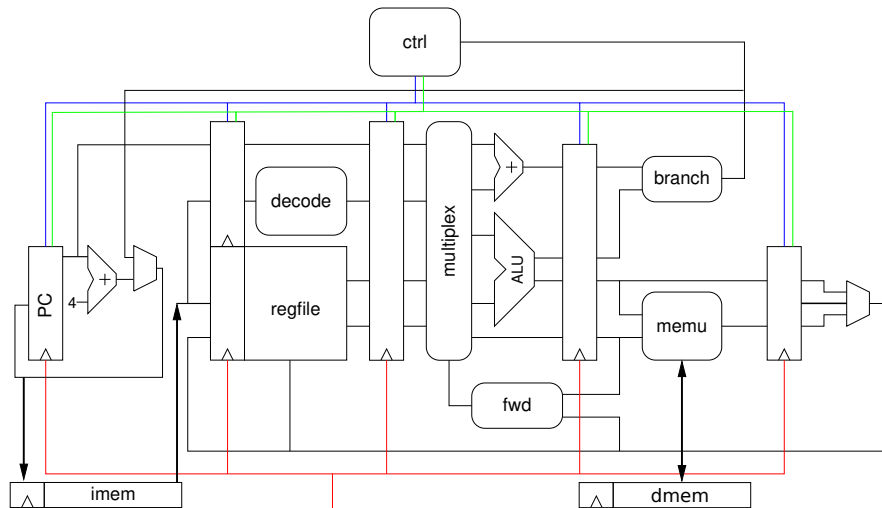 ctrl
+
branch
decode
multiplex
PC
+
4
regfile
ALU
memu
fwd
imem
dmem